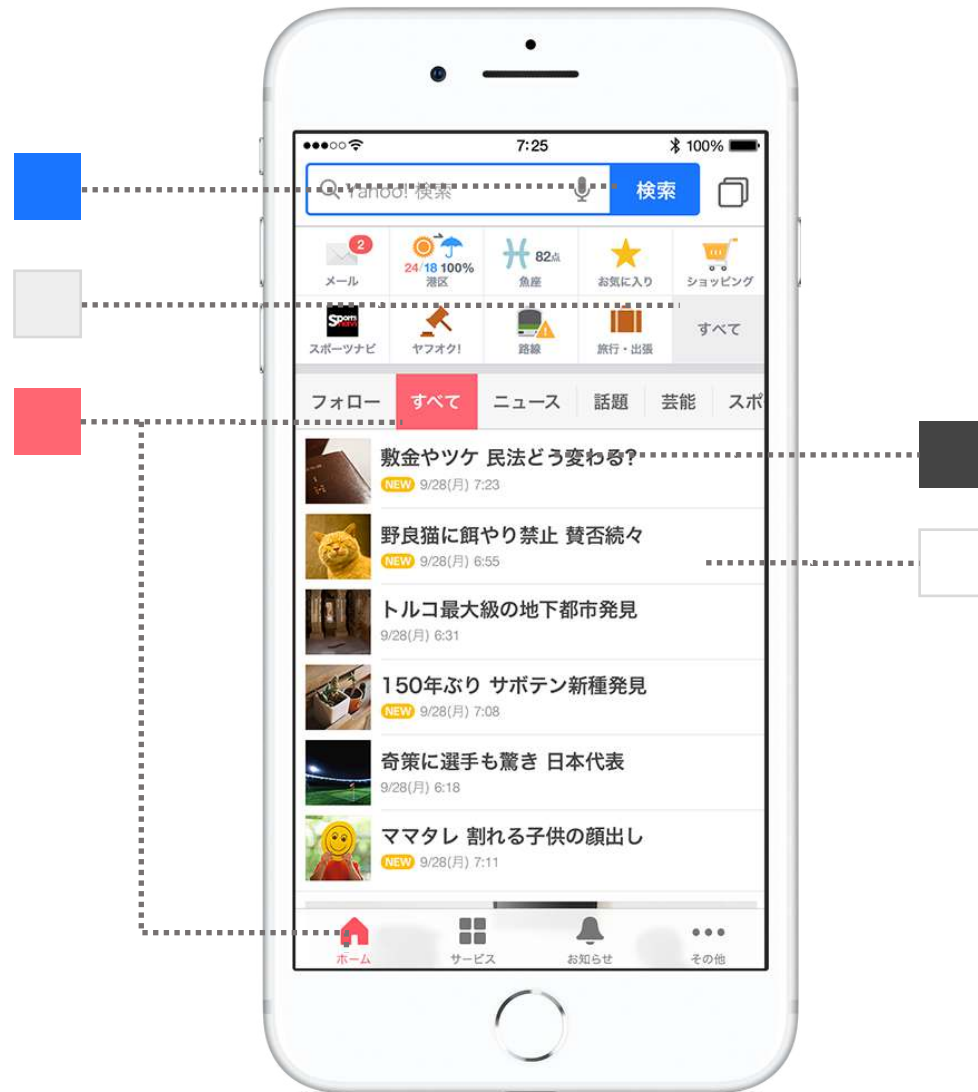 7:25
100%
Yahoo! 検索
検索
2
24/18 100%
82点
メール
港区
魚座
お気に入り
ショッピング
Sports navi
スポーツナビ
ヤフオク!
路線
旅行・出張
すべて
フォロー すべて ニュース 話題 芸能 スポ
敷金やツケ 民法どう変わる?
NEW 9/28(月) 7:23
野良猫に餌やり禁止 賛否続々
NEW 9/28(月) 6:55
トルコ最大級の地下都市発見
9/28(月) 6:31
150年ぶり サボテン新種発見
NEW 9/28(月) 7:08
奇策に選手も驚き 日本代表
9/28(月) 6:18
ママタレ 割れる子供の顔出し
NEW 9/28(月) 7:11
ホーム サービス お知らせ その他